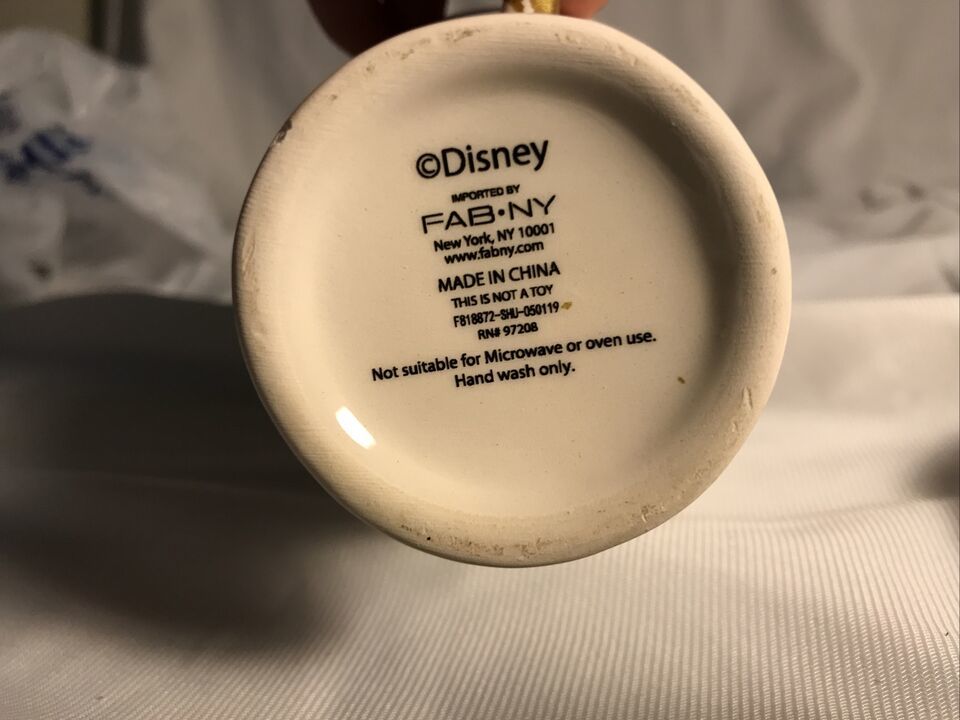 ©Disney
IMPORTED BY
FAB•NY
New York, NY 10001
www.fabny.com
MADE IN CHINA
THIS IS NOT A TOY
F818872-SHU-050119
RN# 97208
Not suitable for Microwave or oven use.
Hand wash only.